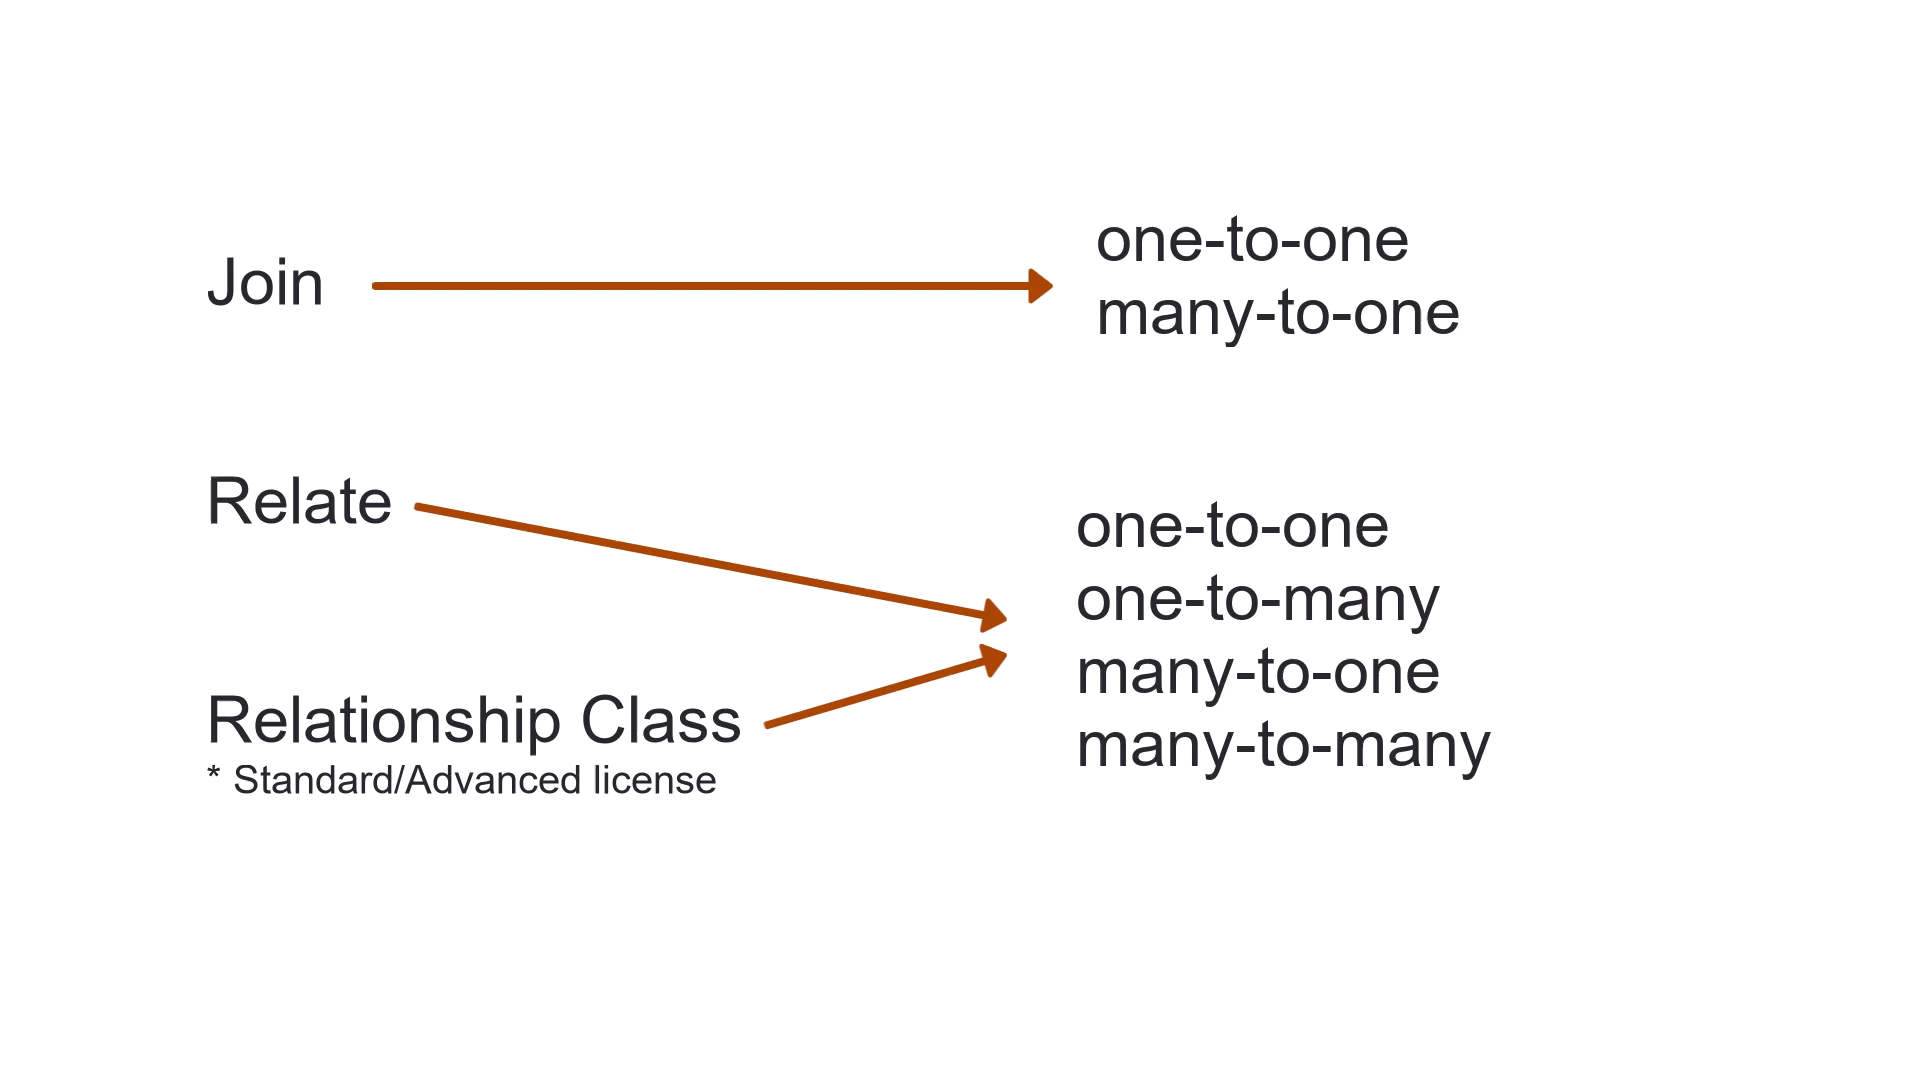 Join
one-to-one
many-to-one
Relate
Relationship Class
* Standard/Advanced license
one-to-one
one-to-many
many-to-one
many-to-many